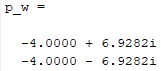 p_w =
-4.0000 + 6.9282i
-4.0000 - 6.9282i